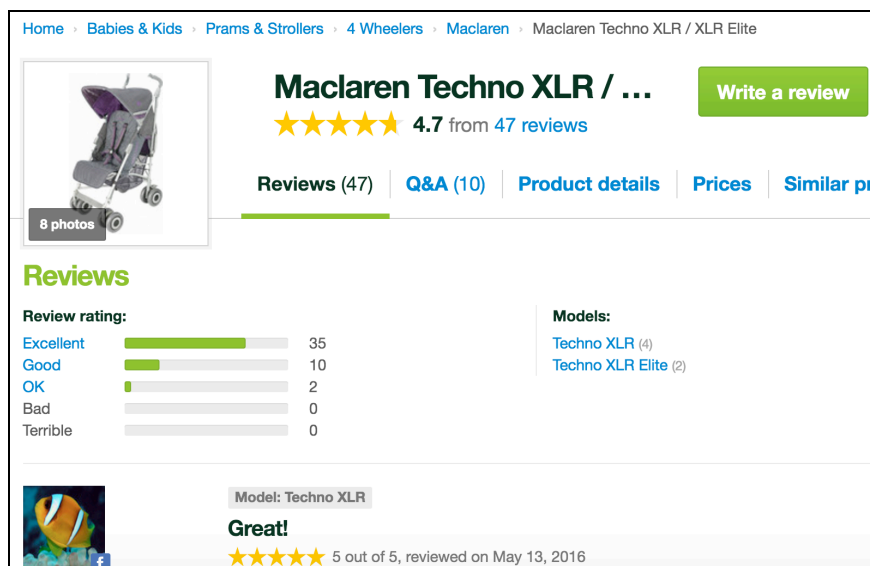 Home › Babies & Kids › Prams & Strollers › 4 Wheelers › Maclaren › Maclaren Techno XLR / XLR Elite
Maclaren Techno XLR / ...
Write a review
4.7 from 47 reviews
8 photos
Reviews (47) Q&A (10) Product details Prices Similar pr
Reviews
Review rating:
Excellent 35
Good 10
OK 2
Bad 0
Terrible 0
Models:
Techno XLR (4)
Techno XLR Elite (2)
Model: Techno XLR
Great!
5 out of 5, reviewed on May 13, 2016
f